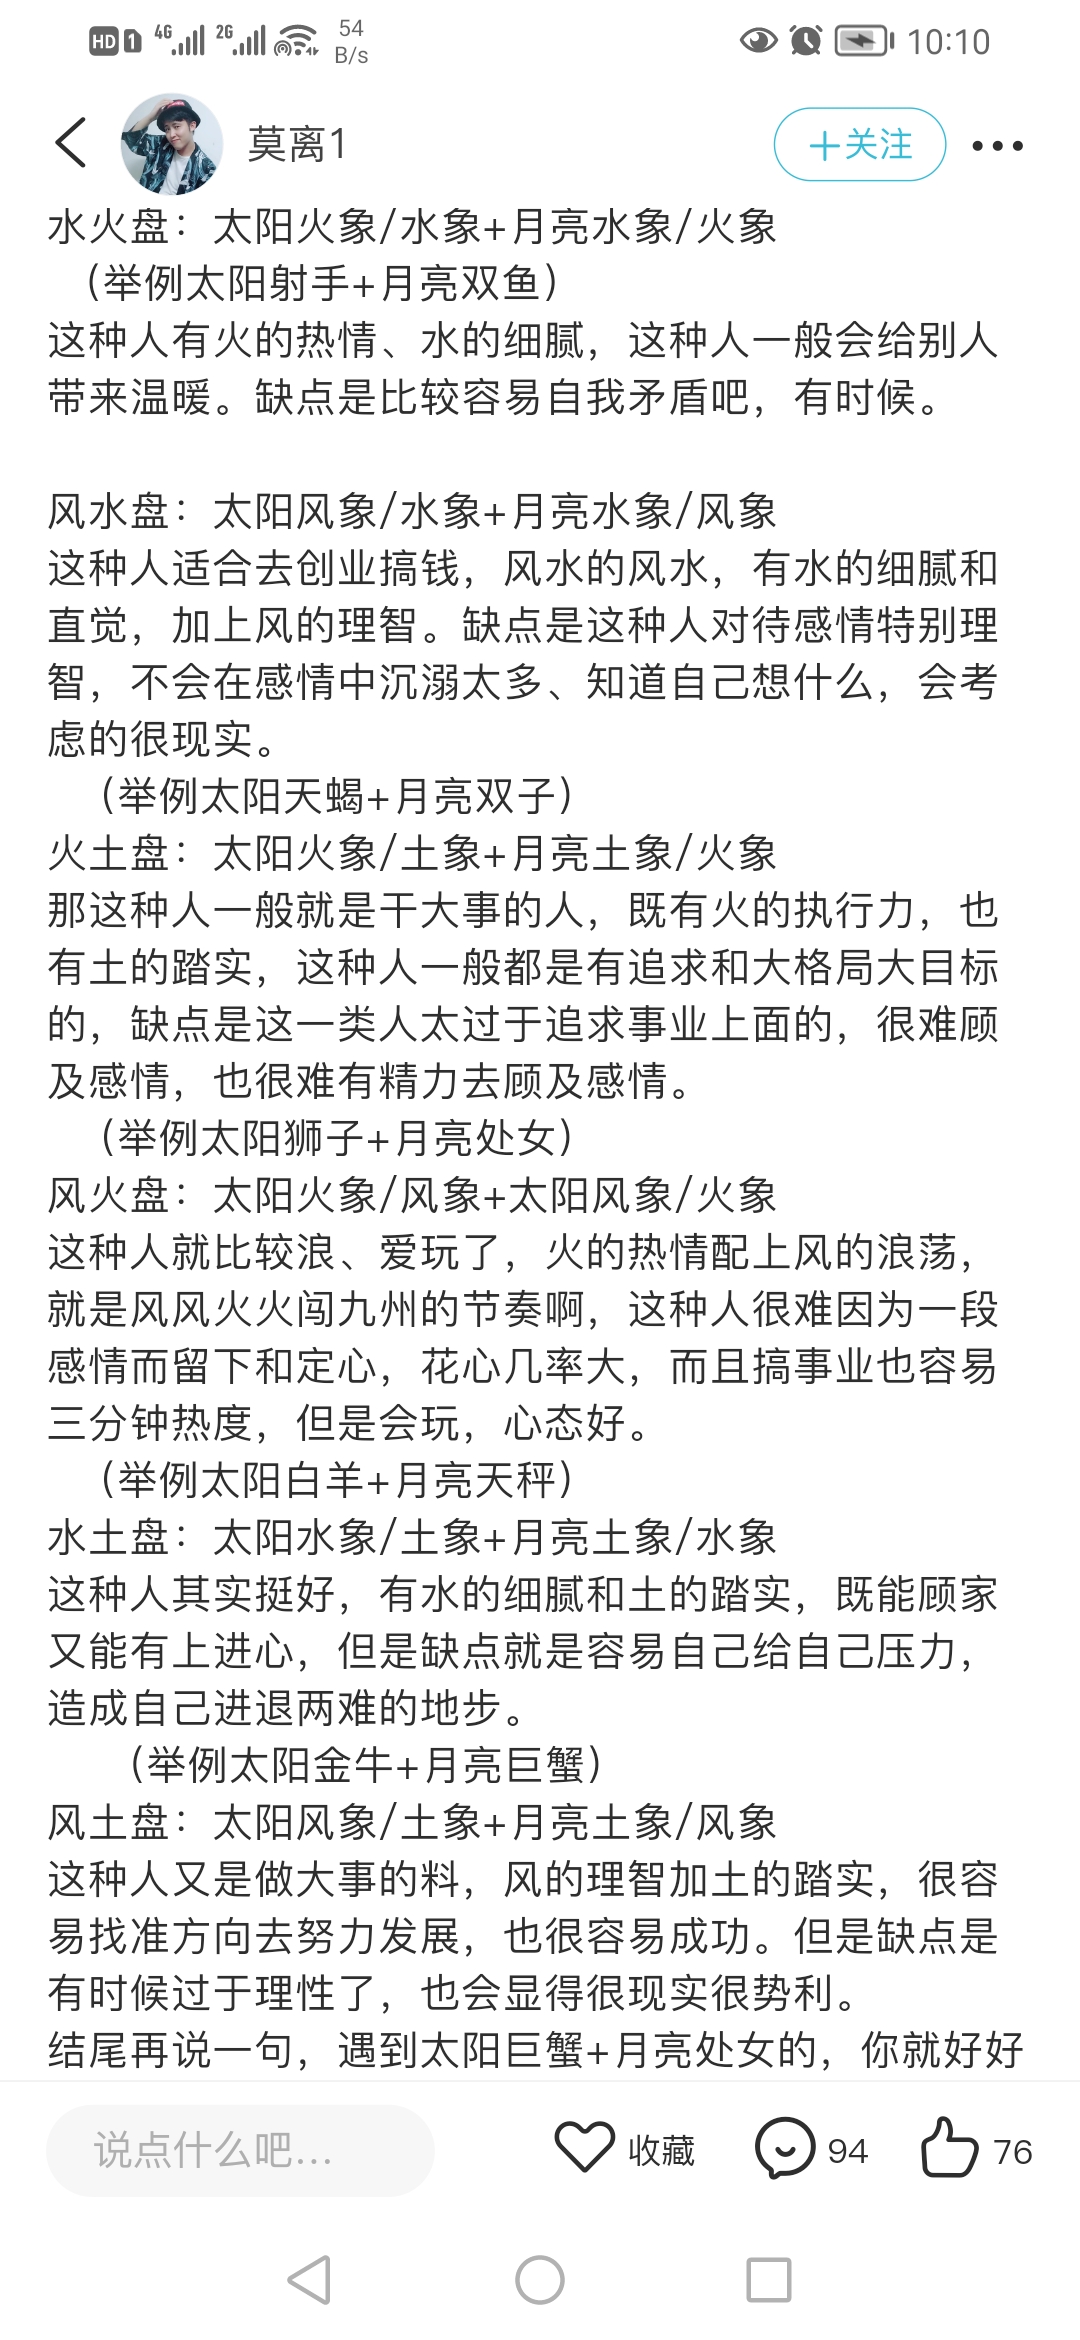 HD 1 4G 2G 54 B/s 10:10
莫离1 +关注
水火盘：太阳火象/水象+月亮水象/火象
（举例太阳射手+月亮双鱼）
这种人有火的热情、水的细腻，这种人一般会给别人
带来温暖。缺点是比较容易自我矛盾吧，有时候。
风水盘：太阳风象/水象+月亮水象/风象
这种人适合去创业搞钱，风水的风水，有水的细腻和
直觉，加上风的理智。缺点是这种人对待感情特别理
智，不会在感情中沉溺太多、知道自己想什么，会考
虑的很现实。
（举例太阳天蝎+月亮双子）
火土盘：太阳火象/土象+月亮土象/火象
那这种人一般就是干大事的人，既有火的执行力，也
有土的踏实，这种人一般都是有追求和大格局大目标
的，缺点是这一类人太过于追求事业上面的，很难顾
及感情，也很难有精力去顾及感情。
（举例太阳狮子+月亮处女）
风火盘：太阳火象/风象+太阳风象/火象
这种人就比较浪、爱玩了，火的热情配上风的浪荡，
就是风风火火闯九州的节奏啊，这种人很难因为一段
感情而留下和定心，花心几率大，而且搞事业也容易
三分钟热度，但是会玩，心态好。
（举例太阳白羊+月亮天秤）
水土盘：太阳水象/土象+月亮土象/水象
这种人其实挺好，有水的细腻和土的踏实，既能顾家
又能有上进心，但是缺点就是容易自己给自己压力，
造成自己进退两难的地步。
（举例太阳金牛+月亮巨蟹）
风土盘：太阳风象/土象+月亮土象/风象
这种人又是做大事的料，风的理智加土的踏实，很容
易找准方向去努力发展，也很容易成功。但是缺点是
有时候过于理性了，也会显得很现实很势利。
结尾再说一句，遇到太阳巨蟹+月亮处女的，你就好好
说点什么吧... 收藏 94 76